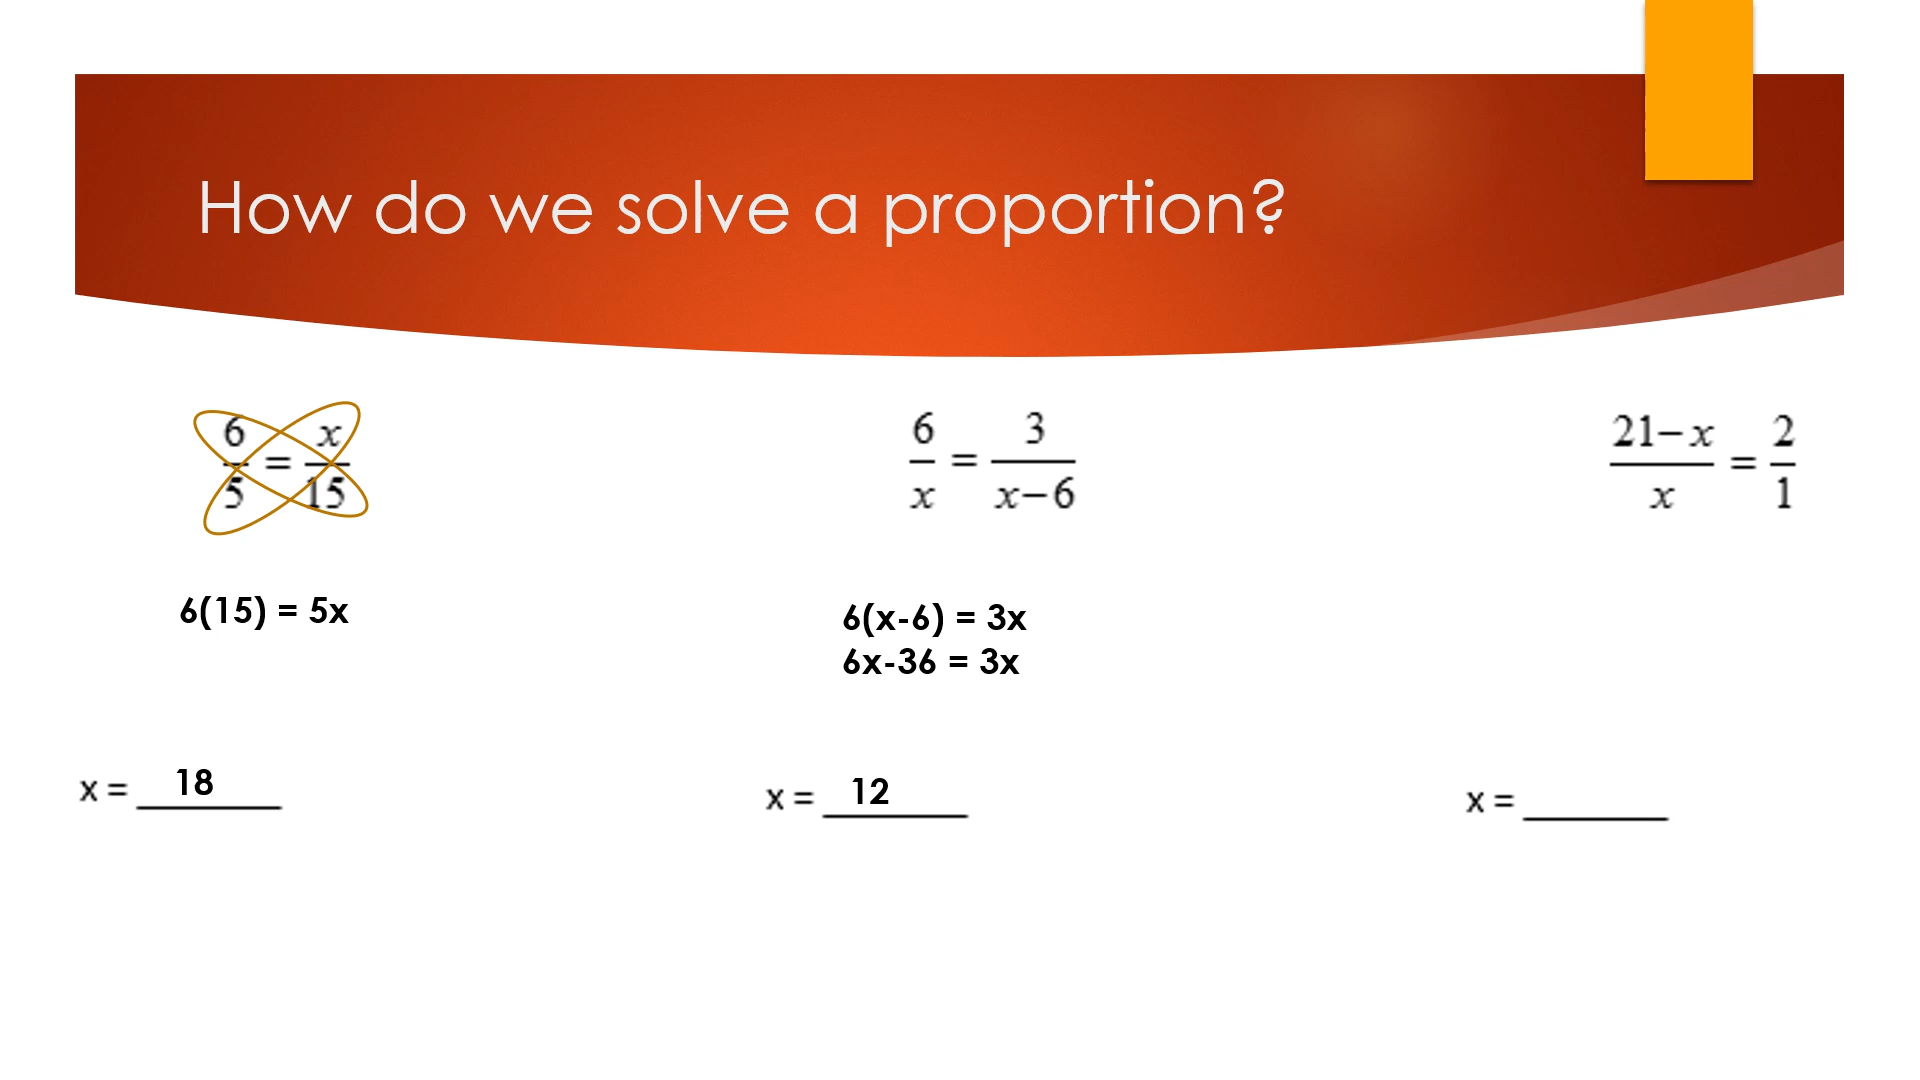 How do we solve a proportion?
6/5 = x/15
6(15) = 5x
x = 18
6/x = 3/(x−6)
6(x-6) = 3x
6x-36 = 3x
x = 12
(21−x)/x = 2/1
x = ______